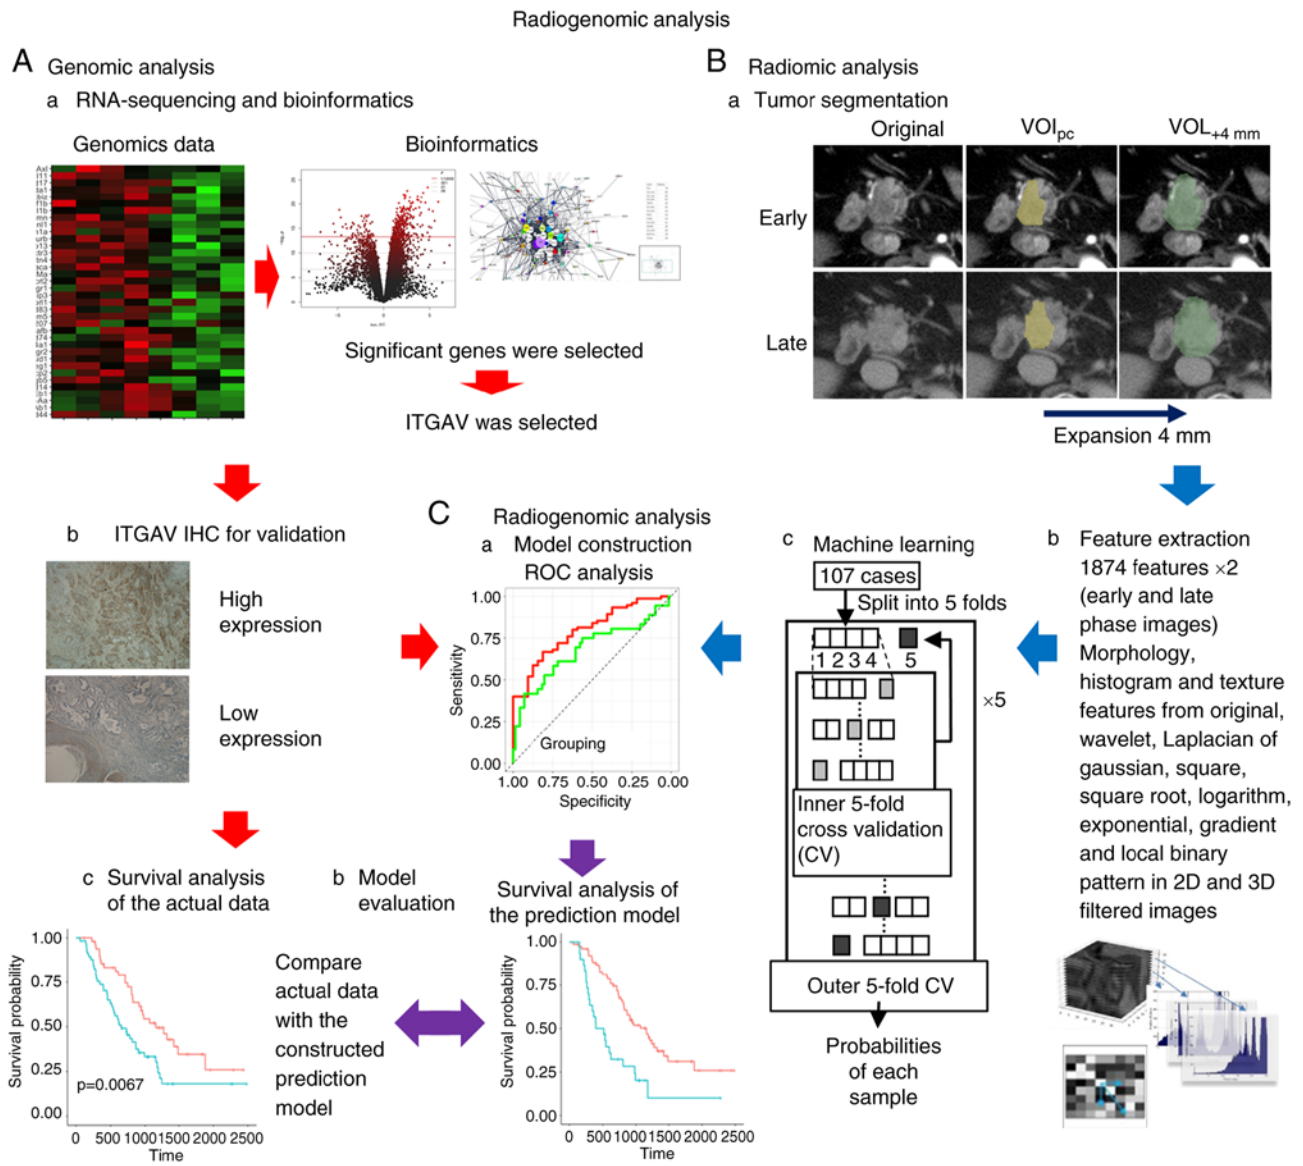 Radiogenomic analysis
A Genomic analysis
a RNA-sequencing and bioinformatics
Genomics data
Bioinformatics
Significant genes were selected
ITGAV was selected
b ITGAV IHC for validation
High
expression
Low
expression
c Survival analysis
of the actual data
1.00
0.75
0.50
0.25
0.00
Survival probability
p=0.0067
0 500 1000 1500 2000 2500
Time
B Radiomic analysis
a Tumor segmentation
Original
VOIpc
VOL+4 mm
Early
Late
Expansion 4 mm
b Feature extraction
1874 features ×2
(early and late
phase images)
Morphology,
histogram and texture
features from original,
wavelet, Laplacian of
gaussian, square,
square root, logarithm,
exponential, gradient
and local binary
pattern in 2D and 3D
filtered images
c Machine learning
107 cases
Split into 5 folds
1 2 3 4 5
×5
Inner 5-fold
cross validation
(CV)
Outer 5-fold CV
Probabilities
of each
sample
C Radiogenomic analysis
a Model construction
ROC analysis
1.00
0.75
0.50
0.25
0.00
Sensitivity
Grouping
1.00 0.75 0.50 0.25 0.00
Specificity
b Model
evaluation
Survival analysis of
the prediction model
Compare
actual data
with the
constructed
prediction
model
1.00
0.75
0.50
0.25
0.00
Survival probability
0 500 1000 1500 2000 2500
Time